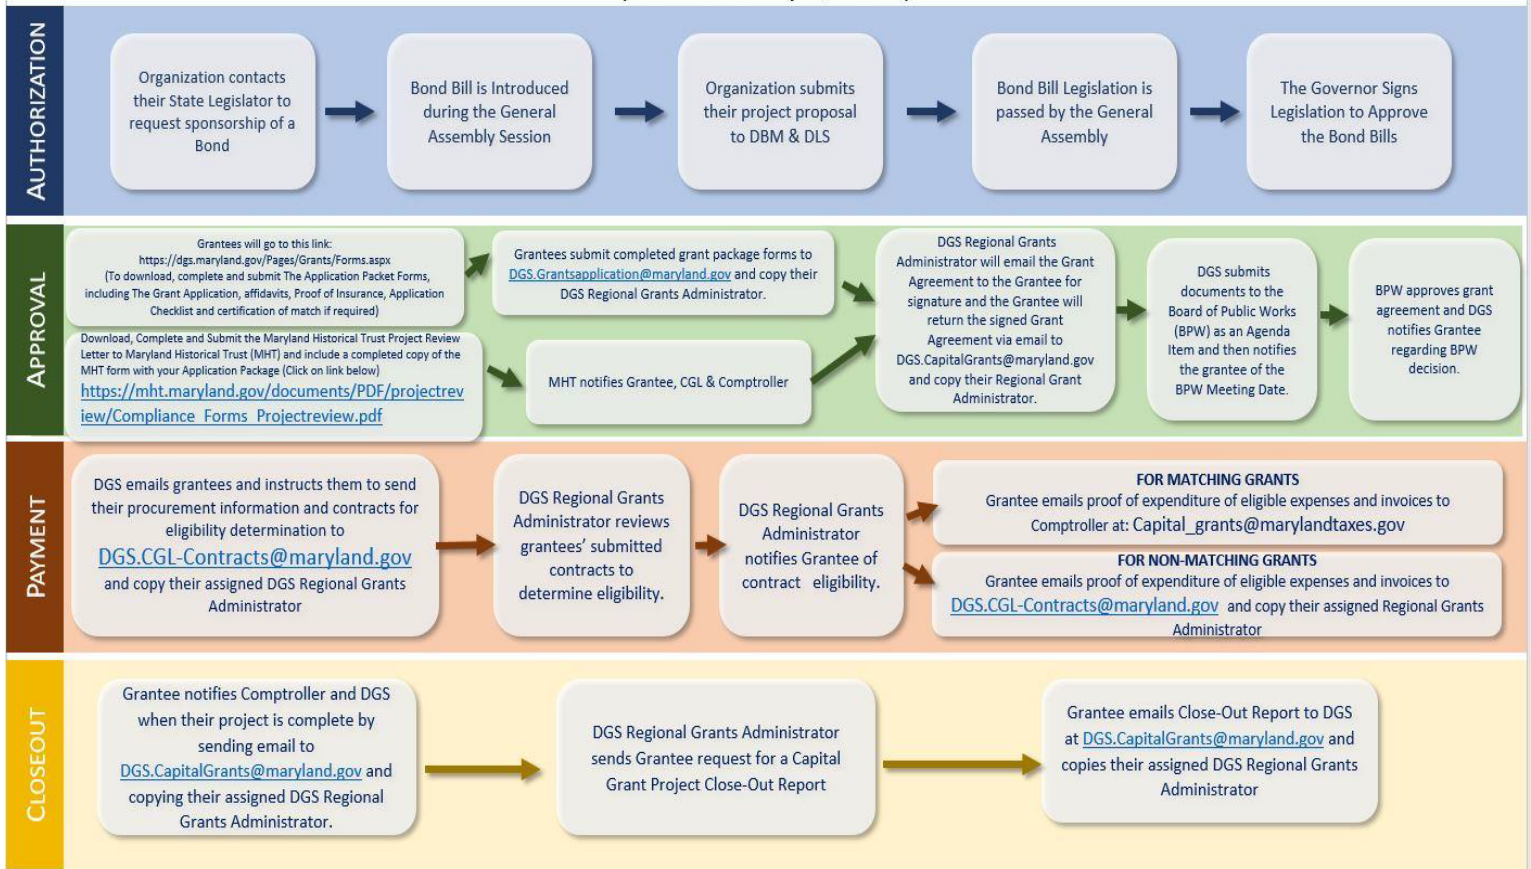 AUTHORIZATION
Organization contacts
their State Legislator to
request sponsorship of a
Bond
Bond Bill is Introduced
during the General
Assembly Session
Organization submits
their project proposal
to DBM & DLS
Bond Bill Legislation is
passed by the General
Assembly
The Governor Signs
Legislation to Approve
the Bond Bills
APPROVAL
Grantees will go to this link:
https://dgs.maryland.gov/Pages/Grants/Forms.aspx
(To download, complete and submit The Application Packet Forms,
including The Grant Application, affidavits, Proof of Insurance, Application
Checklist and certification of match if required)
Download, Complete and Submit the Maryland Historical Trust Project Review
Letter to Maryland Historical Trust (MHT) and include a completed copy of the
MHT form with your Application Package (Click on link below)
https://mht.maryland.gov/documents/PDF/projectrev
iew/Compliance_Forms_Projectreview.pdf
Grantees submit completed grant package forms to
DGS.Grantsapplication@maryland.gov and copy their
DGS Regional Grants Administrator.
MHT notifies Grantee, CGL & Comptroller
DGS Regional Grants
Administrator will email the Grant
Agreement to the Grantee for
signature and the Grantee will
return the signed Grant
Agreement via email to
DGS.CapitalGrants@maryland.gov
and copy their Regional Grant
Administrator.
DGS submits
documents to the
Board of Public Works
(BPW) as an Agenda
Item and then notifies
the grantee of the
BPW Meeting Date.
BPW approves grant
agreement and DGS
notifies Grantee
regarding BPW
decision.
PAYMENT
DGS emails grantees and instructs them to send
their procurement information and contracts for
eligibility determination to
DGS.CGL-Contracts@maryland.gov
and copy their assigned DGS Regional Grants
Administrator
DGS Regional Grants
Administrator reviews
grantees' submitted
contracts to
determine eligibility.
DGS Regional Grants
Administrator
notifies Grantee of
contract eligibility.
FOR MATCHING GRANTS
Grantee emails proof of expenditure of eligible expenses and invoices to
Comptroller at: Capital_grants@marylandtaxes.gov
FOR NON-MATCHING GRANTS
Grantee emails proof of expenditure of eligible expenses and invoices to
DGS.CGL-Contracts@maryland.gov and copy their assigned Regional Grants
Administrator
CLOSEOUT
Grantee notifies Comptroller and DGS
when their project is complete by
sending email to
DGS.CapitalGrants@maryland.gov and
copying their assigned DGS Regional
Grants Administrator.
DGS Regional Grants Administrator
sends Grantee request for a Capital
Grant Project Close-Out Report
Grantee emails Close-Out Report to DGS
at DGS.CapitalGrants@maryland.gov and
copies their assigned DGS Regional Grants
Administrator